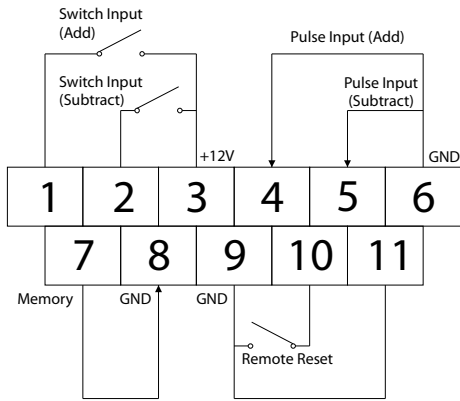 Switch Input
(Add)
Pulse Input (Add)
Switch Input
(Subtract)
Pulse Input
(Subtract)
+12V
GND
1 2 3 4 5 6
7 8 9 10 11
Memory GND GND
Remote Reset